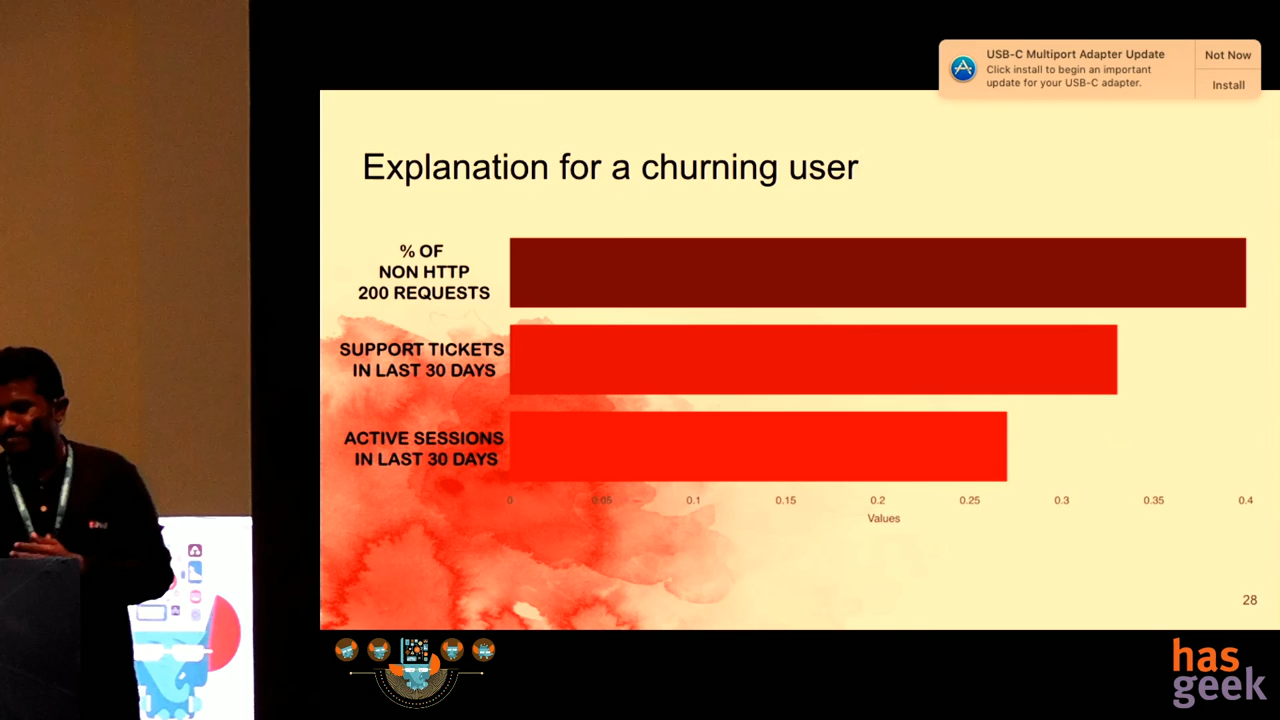 USB-C Multiport Adapter Update
Click install to begin an important
update for your USB-C adapter.
Not Now
Install
Explanation for a churning user
% OF
NON HTTP
200 REQUESTS
SUPPORT TICKETS
IN LAST 30 DAYS
ACTIVE SESSIONS
IN LAST 30 DAYS
0 0.05 0.1 0.15 0.2 0.25 0.3 0.35 0.4
Values
28
has
geek